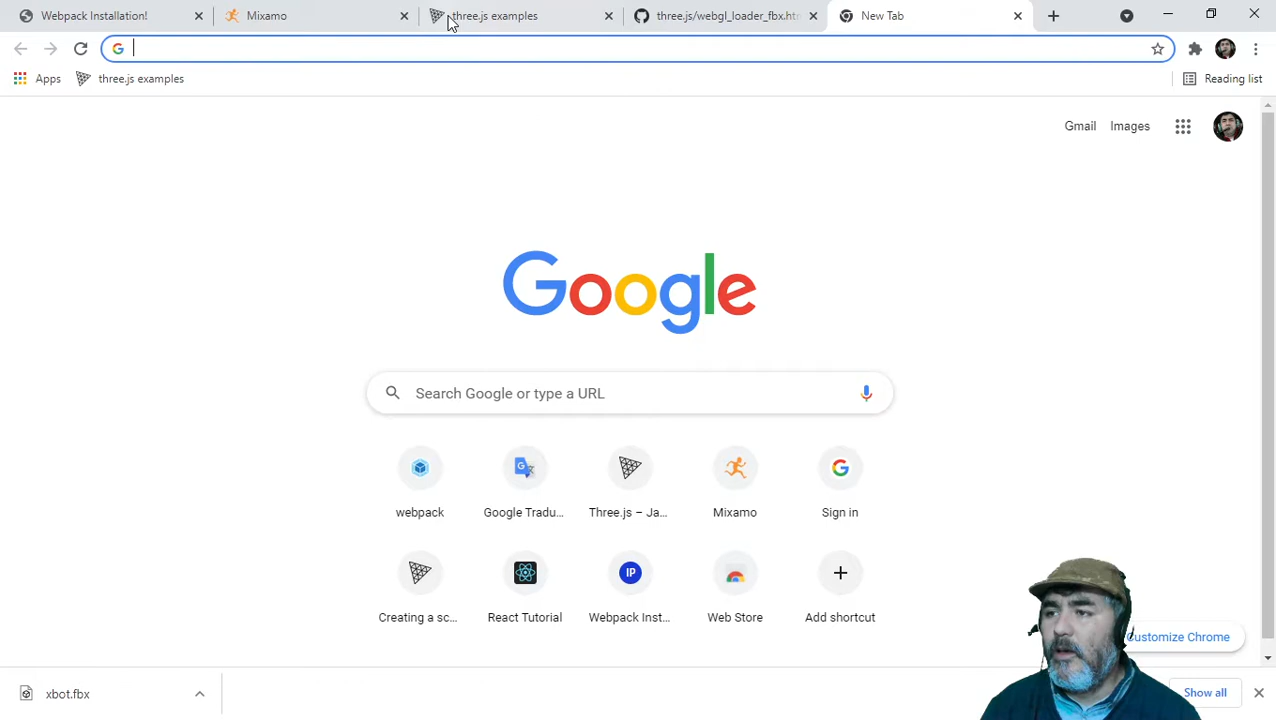 Webpack Installation! Mixamo three.js examples three.js/webgl_loader_fbx.htm New Tab
Apps three.js examples Reading list
Gmail Images
Google
Search Google or type a URL
webpack Google Tradu... Three.js – Ja... Mixamo Sign in
Creating a sc... React Tutorial Webpack Inst... Web Store Add shortcut
IP
Customize Chrome
xbot.fbx Show all